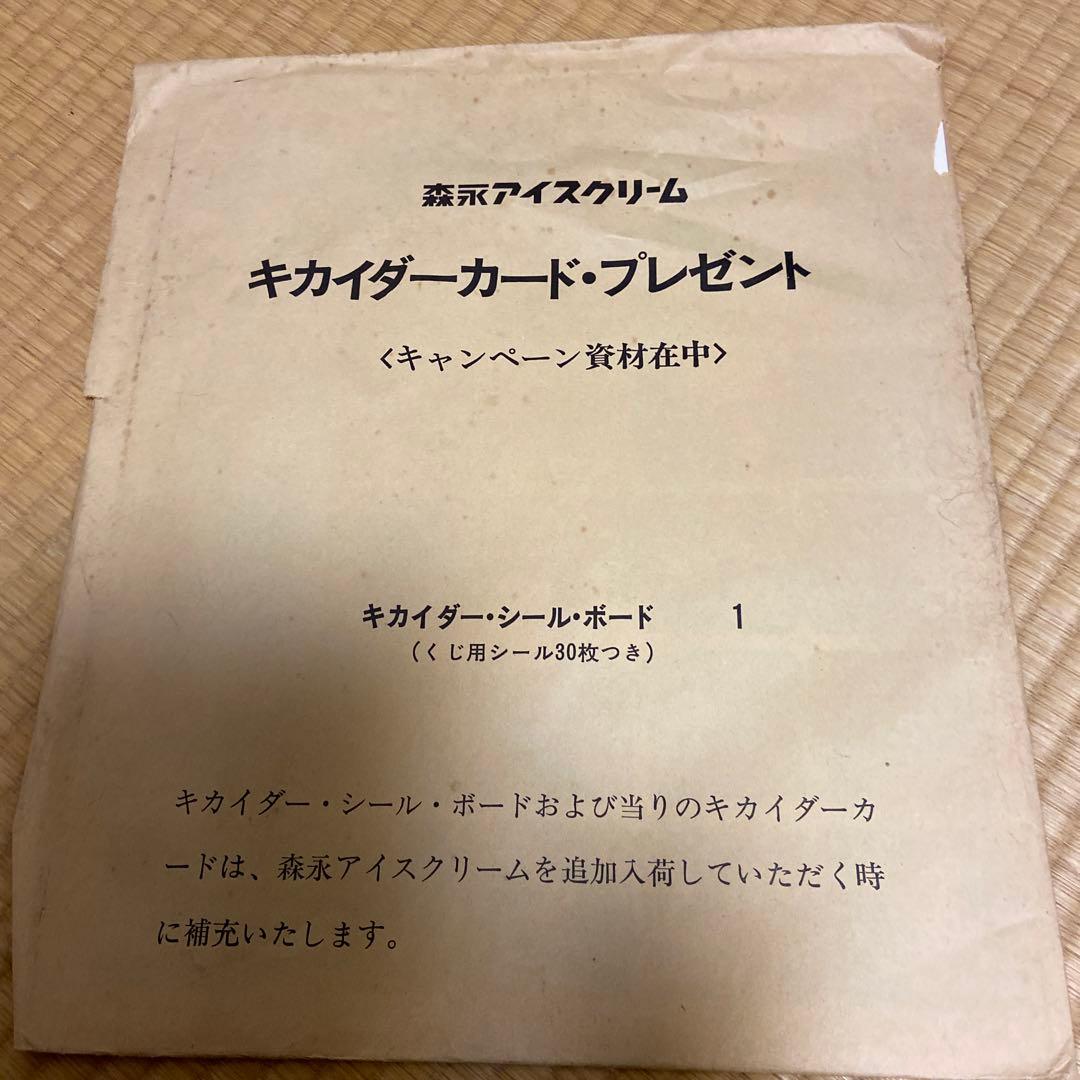 森永アイスクリーム
キカイダーカード・プレゼント
<キャンペーン資材在中>
キカイダー・シール・ボード 1
(くじ用シール30枚つき)
キカイダー・シール・ボードおよび当りのキカイダーカ
ードは、森永アイスクリームを追加入荷していただく時
に補充いたします。